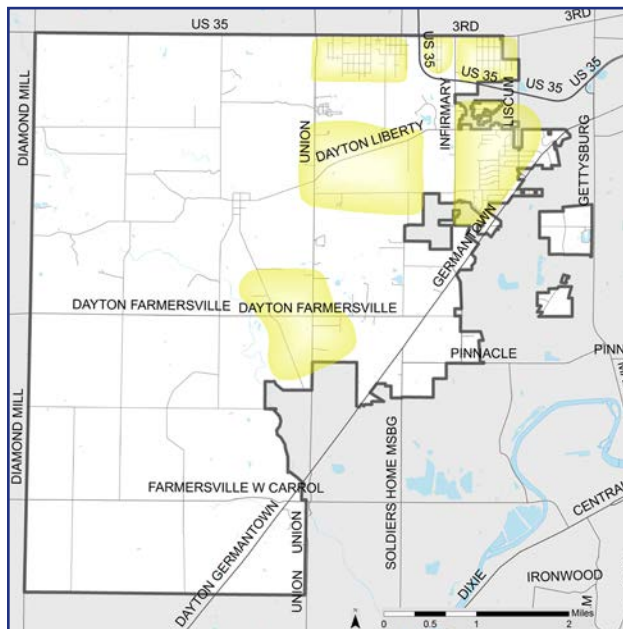 US 35
3RD
3RD
US 35
US 35
US 35
US 35
DIAMOND MILL
UNION
DAYTON LIBERTY
INFIRMARY
LISCUM
GETTYSBURG
GERMANTOWN
DAYTON FARMERSVILLE
DAYTON FARMERSVILLE
PINNACLE
PINN
DIAMOND MILL
SOLDIERS HOME MSBG
FARMERSVILLE W CARROL
CENTRAL
DAYTON GERMANTOWN
UNION
UNION
DIXIE
IRONWOOD
M
N
Miles
0 0.5 1 2